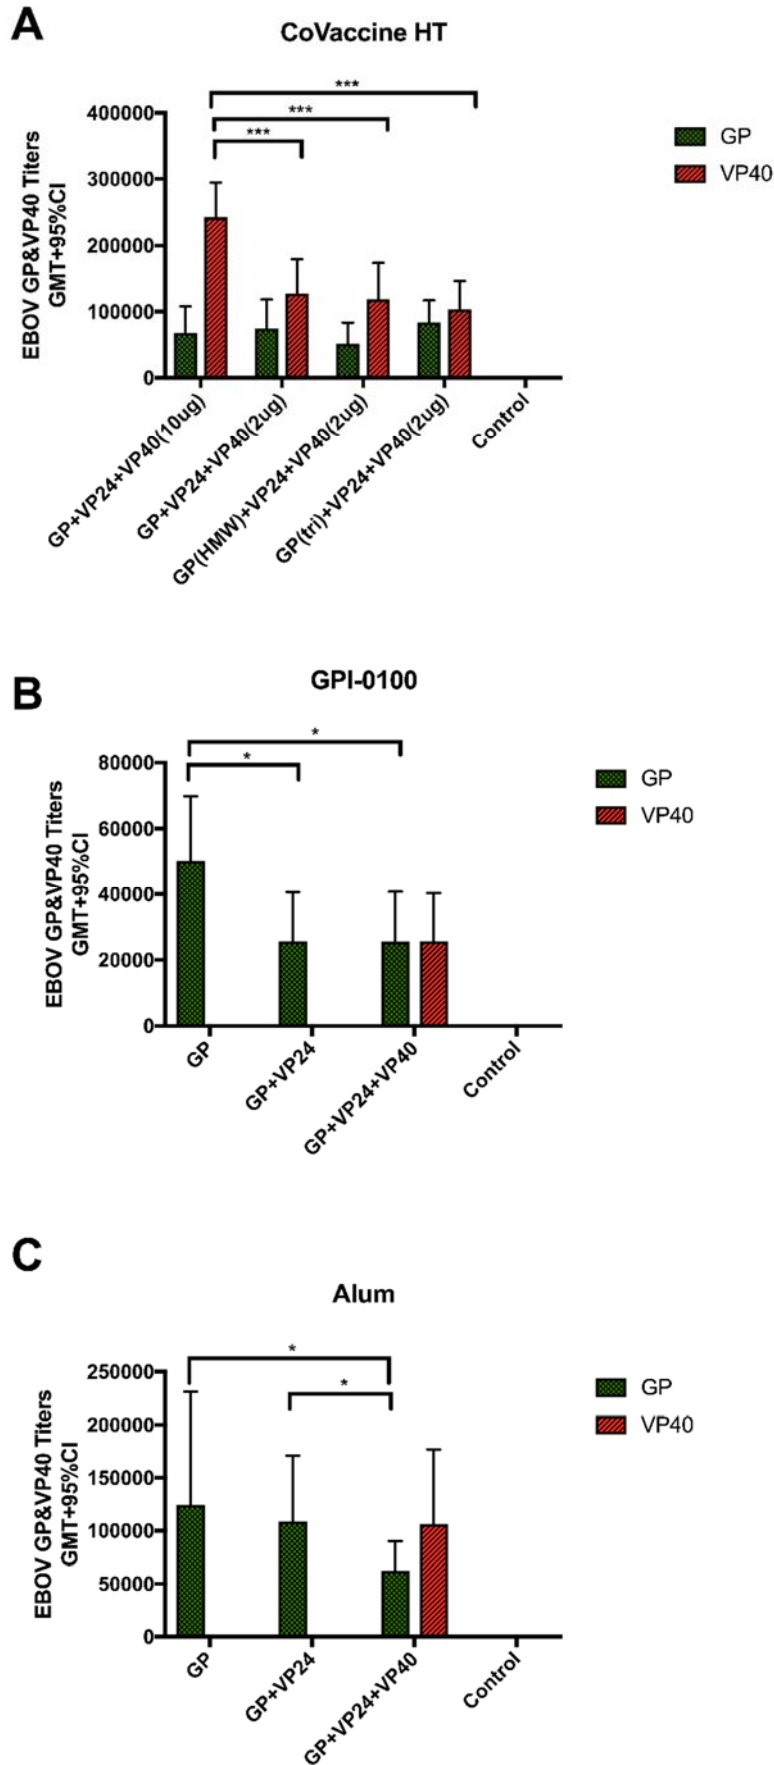 A
CoVaccine HT
***
***
***
EBOV GP&VP40 Titers
GMT+95%CI
400000
300000
200000
100000
0
GP
VP40
GP+VP24+VP40(10ug)
GP+VP24+VP40(2ug)
GP(HMW)+VP24+VP40(2ug)
GP(tri)+VP24+VP40(2ug)
Control
B
GPI-0100
*
*
EBOV GP&VP40 Titers
GMT+95%CI
80000
60000
40000
20000
0
GP
VP40
GP
GP+VP24
GP+VP24+VP40
Control
C
Alum
*
*
EBOV GP&VP40 Titers
GMT+95%CI
250000
200000
150000
100000
50000
0
GP
VP40
GP
GP+VP24
GP+VP24+VP40
Control